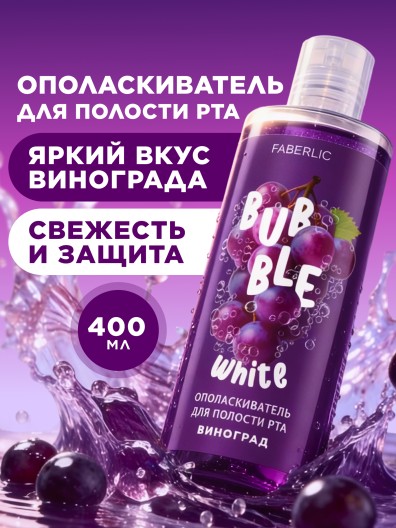 ОПОЛАСКИВАТЕЛЬ
ДЛЯ ПОЛОСТИ РТА
ЯРКИЙ ВКУС
ВИНОГРАДА
СВЕЖЕСТЬ
И ЗАЩИТА
400
МЛ
FABERLIC
BUB
BLE
white
ОПОЛАСКИВАТЕЛЬ
ДЛЯ ПОЛОСТИ РТА
ВИНОГРАД